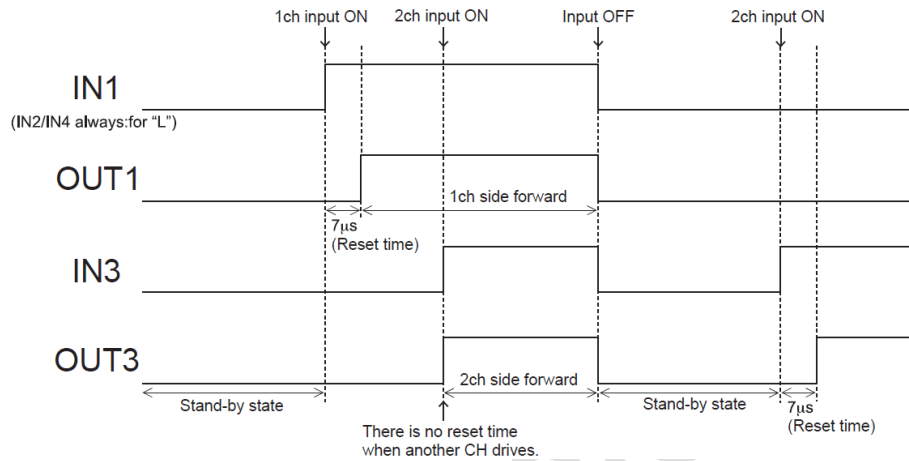 1ch input ON
2ch input ON
Input OFF
2ch input ON
IN1
(IN2/IN4 always:for “L”)
OUT1
1ch side forward
7µs
(Reset time)
IN3
OUT3
Stand-by state
2ch side forward
Stand-by state
7µs
(Reset time)
There is no reset time
when another CH drives.